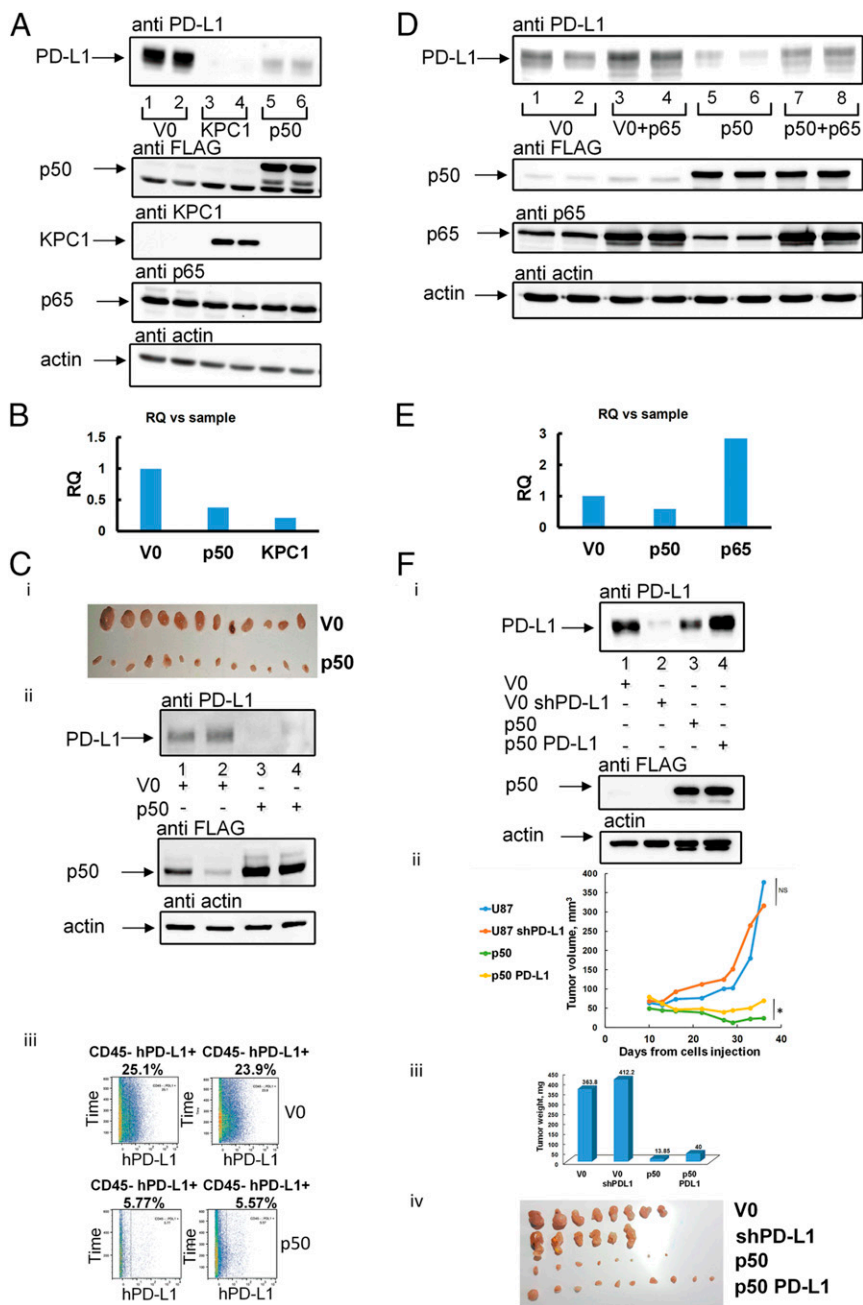 A
anti PD-L1
PD-L1
1 2 3 4 5 6
V0 KPC1 p50
anti FLAG
p50
anti KPC1
KPC1
anti p65
p65
anti actin
actin
B
RQ vs sample
RQ
1.5
1
0.5
0
V0 p50 KPC1
C
i
V0
p50
ii
anti PD-L1
PD-L1
1 2 3 4
V0 + + - -
p50 - - + +
anti FLAG
p50
anti actin
actin
iii
CD45- hPD-L1+ CD45- hPD-L1+
25.1% 23.9%
Time Time
V0
hPD-L1 hPD-L1
CD45- hPD-L1+ CD45- hPD-L1+
5.77% 5.57%
Time Time
p50
hPD-L1 hPD-L1
D
anti PD-L1
PD-L1
1 2 3 4 5 6 7 8
V0 V0+p65 p50 p50+p65
anti FLAG
p50
anti p65
p65
anti actin
actin
E
RQ vs sample
RQ
3
2
1
0
V0 p50 p65
F
i
anti PD-L1
PD-L1
1 2 3 4
V0 + - - -
V0 shPD-L1 - + - -
p50 - - + -
p50 PD-L1 - - - +
anti FLAG
p50
actin
actin
ii
U87
U87 shPD-L1
p50
p50 PD-L1
Tumor volume, mm³
400
350
300
250
200
150
100
50
0
0 10 20 30 40
NS
*
Days from cells injection
iii
Tumor weight, mg
450
400
350
300
250
200
150
100
50
0
363.8 412.2 13.85 40
V0 V0 shPDL1 p50 p50 PDL1
iv
V0
shPD-L1
p50
p50 PD-L1